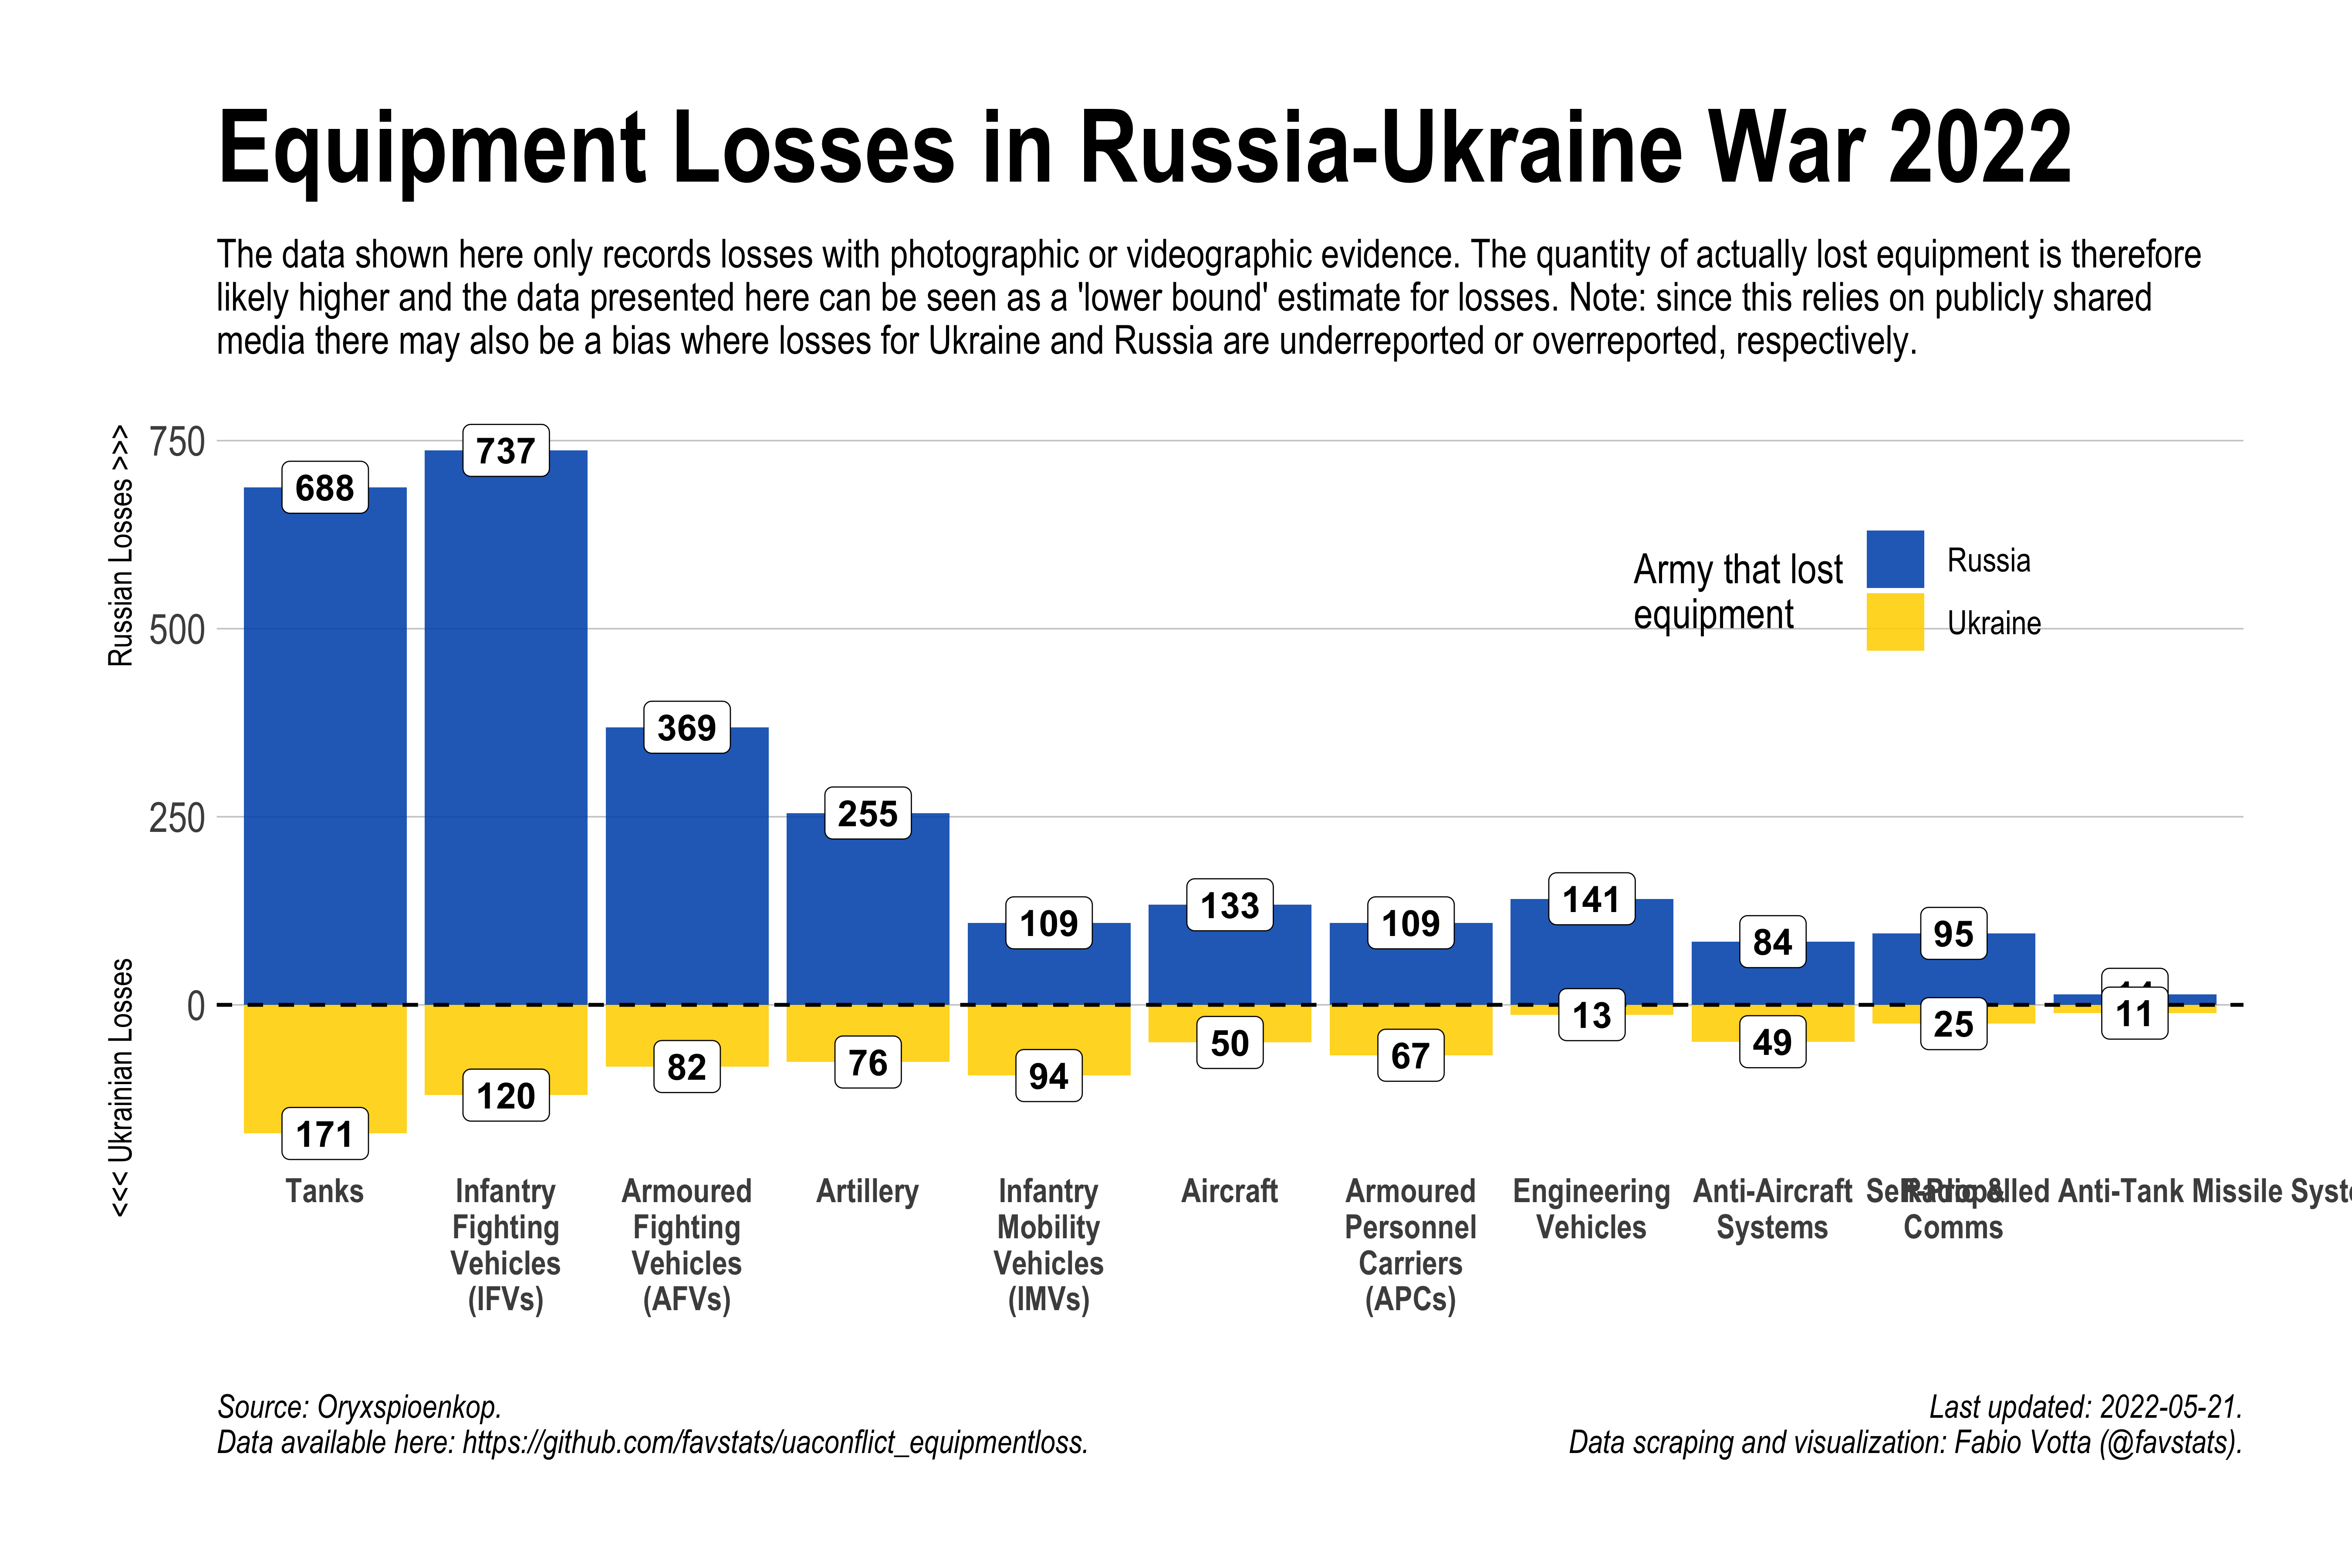 Equipment Losses in Russia-Ukraine War 2022
The data shown here only records losses with photographic or videographic evidence. The quantity of actually lost equipment is therefore
likely higher and the data presented here can be seen as a 'lower bound' estimate for losses. Note: since this relies on publicly shared
media there may also be a bias where losses for Ukraine and Russia are underreported or overreported, respectively.
Russian Losses >>>
<<< Ukrainian Losses
750
500
250
0
Army that lost
equipment
Russia
Ukraine
688
737
369
255
109
133
109
141
84
95
171
120
82
76
94
50
67
13
49
25
11
Tanks
Infantry
Fighting
Vehicles
(IFVs)
Armoured
Fighting
Vehicles
(AFVs)
Artillery
Infantry
Mobility
Vehicles
(IMVs)
Aircraft
Armoured
Personnel
Carriers
(APCs)
Engineering
Vehicles
Anti-Aircraft
Systems
Radio &
Comms
Anti-Tank Missile
Source: Oryxspioenkop.
Data available here: https://github.com/favstats/uaconflict_equipmentloss.
Last updated: 2022-05-21.
Data scraping and visualization: Fabio Votta (@favstats).